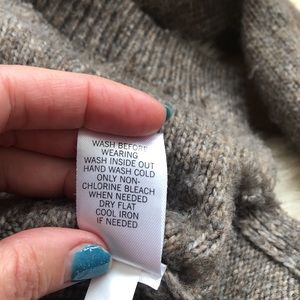 WASH BEFORE
WEARING
WASH INSIDE OUT
HAND WASH COLD
ONLY NON-
CHLORINE BLEACH
WHEN NEEDED
DRY FLAT
COOL IRON
IF NEEDED